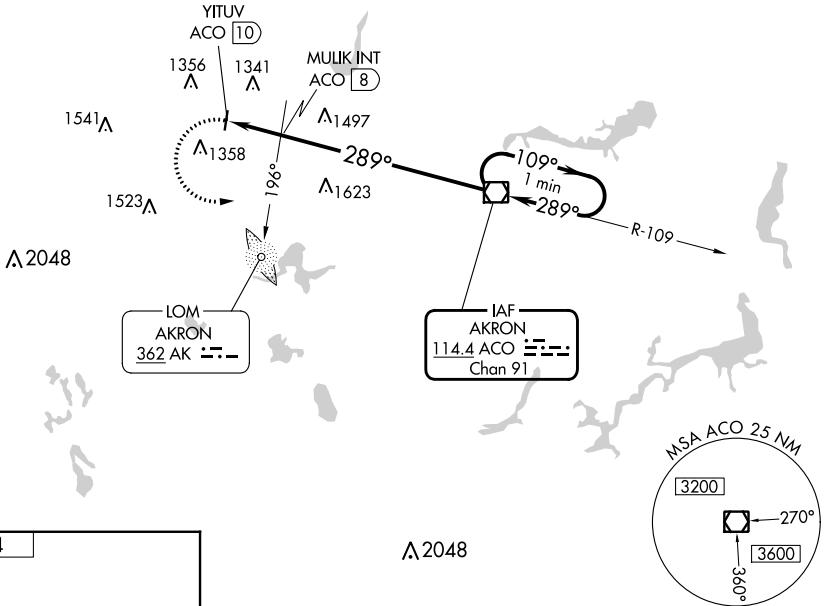 YITUV
ACO 10
MULIK INT
ACO 8
1356
1341
1541
1497
1358
289°
109°
1 min
289°
196°
1623
1523
R-109
2048
LOM
AKRON
362 AK
IAF
AKRON
114.4 ACO
Chan 91
MSA ACO 25 NM
3200
270°
3600
360°
2048